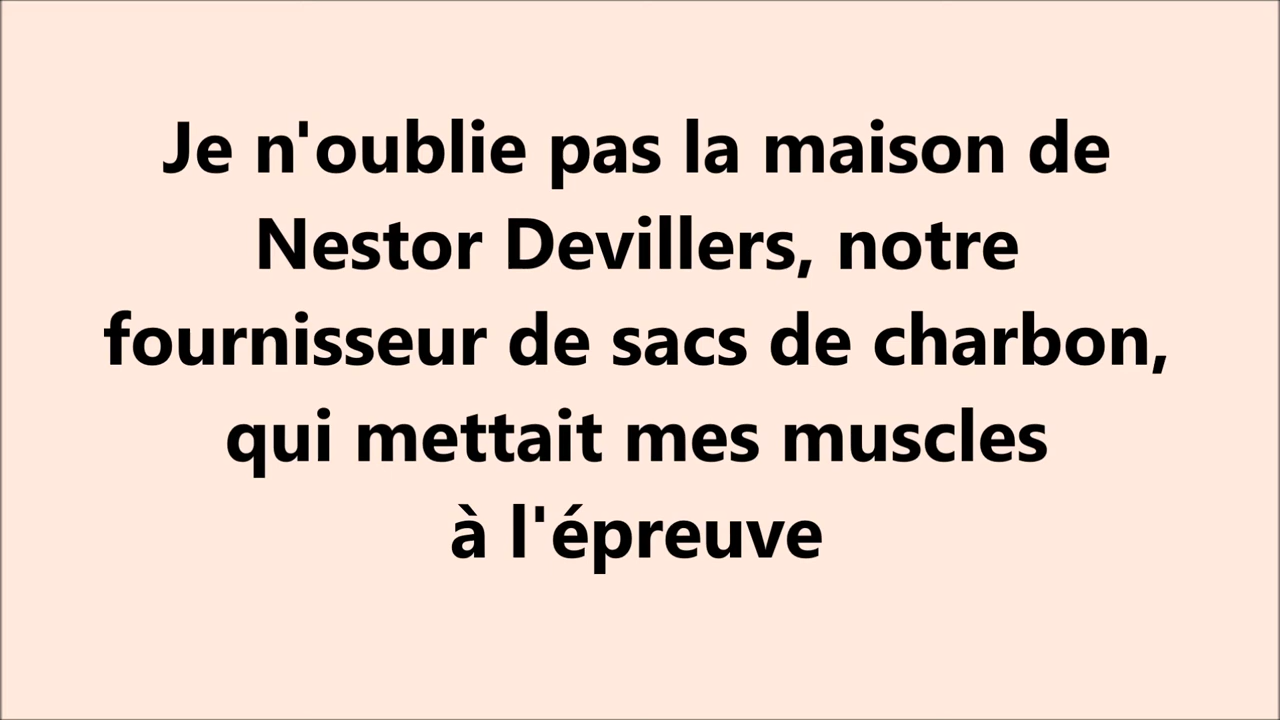 Je n'oublie pas la maison de
Nestor Devillers, notre
fournisseur de sacs de charbon,
qui mettait mes muscles
à l'épreuve